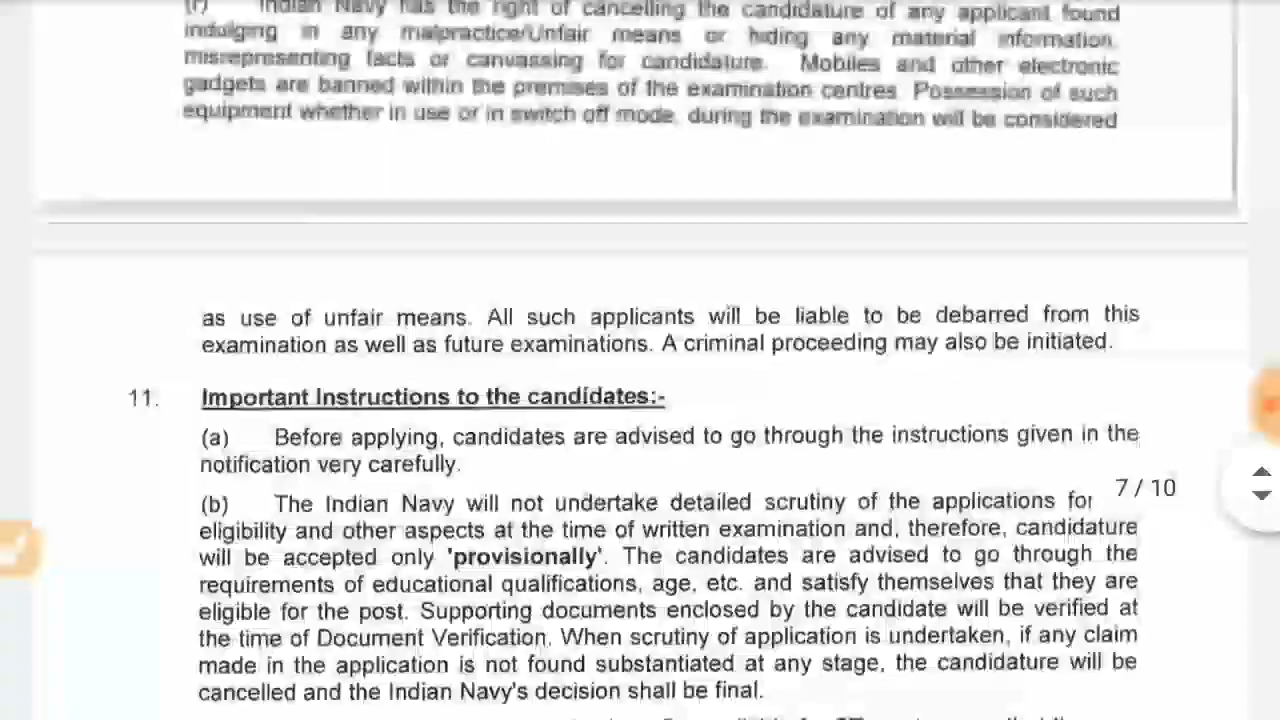 (r) Indian Navy has the right of cancelling the candidature of any applicant found
indulging in any malpractice/Unfair means or hiding any material information,
misrepresenting facts or canvassing for candidature. Mobiles and other electronic
gadgets are banned within the premises of the examination centres. Possession of such
equipment whether in use or in switch off mode, during the examination will be considered
as use of unfair means. All such applicants will be liable to be debarred from this
examination as well as future examinations. A criminal proceeding may also be initiated.
11. Important Instructions to the candidates:-
(a) Before applying, candidates are advised to go through the instructions given in the
notification very carefully.
(b) The Indian Navy will not undertake detailed scrutiny of the applications for
7 / 10
eligibility and other aspects at the time of written examination and, therefore, candidature
will be accepted only 'provisionally'. The candidates are advised to go through the
requirements of educational qualifications, age, etc. and satisfy themselves that they are
eligible for the post. Supporting documents enclosed by the candidate will be verified at
the time of Document Verification. When scrutiny of application is undertaken, if any claim
made in the application is not found substantiated at any stage, the candidature will be
cancelled and the Indian Navy's decision shall be final.